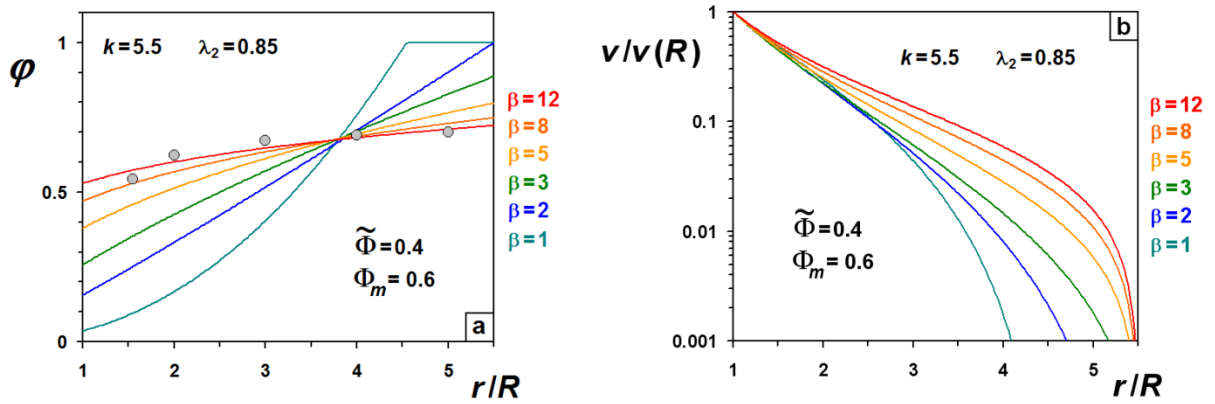 1
φ
0.5
0
k = 5.5 λ₂ = 0.85
Φ̃ = 0.4
Φm = 0.6
a
β = 12
β = 8
β = 5
β = 3
β = 2
β = 1
1 2 3 4 5
r/R
1
v/v(R)
0.1
0.01
0.001
k = 5.5 λ₂ = 0.85
Φ̃ = 0.4
Φm = 0.6
b
β = 12
β = 8
β = 5
β = 3
β = 2
β = 1
1 2 3 4 5
r/R